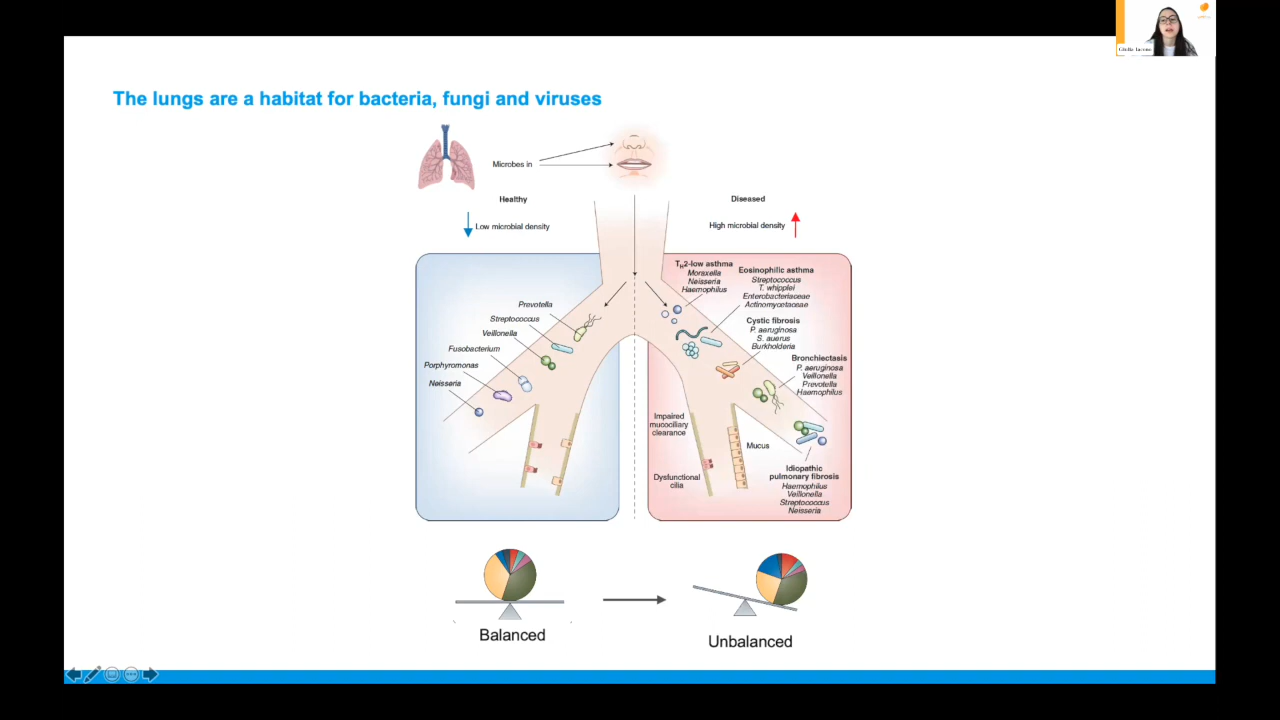 The lungs are a habitat for bacteria, fungi and viruses
Microbes in
Healthy
Low microbial density
Diseased
High microbial density
Prevotella
Streptococcus
Veillonella
Fusobacterium
Porphyromonas
Neisseria
TH2-low asthma
Moraxella
Neisseria
Haemophilus
Eosinophilic asthma
Streptococcus
T. whipplei
Enterobacteriaceae
Actinomycetaceae
Cystic fibrosis
P. aeruginosa
S. auerus
Burkholderia
Bronchiectasis
P. aeruginosa
Veillonella
Prevotella
Haemophilus
Impaired
mucociliary
clearance
Mucus
Dysfunctional
cilia
Idiopathic
pulmonary fibrosis
Haemophilus
Veillonella
Streptococcus
Neisseria
Balanced
Unbalanced